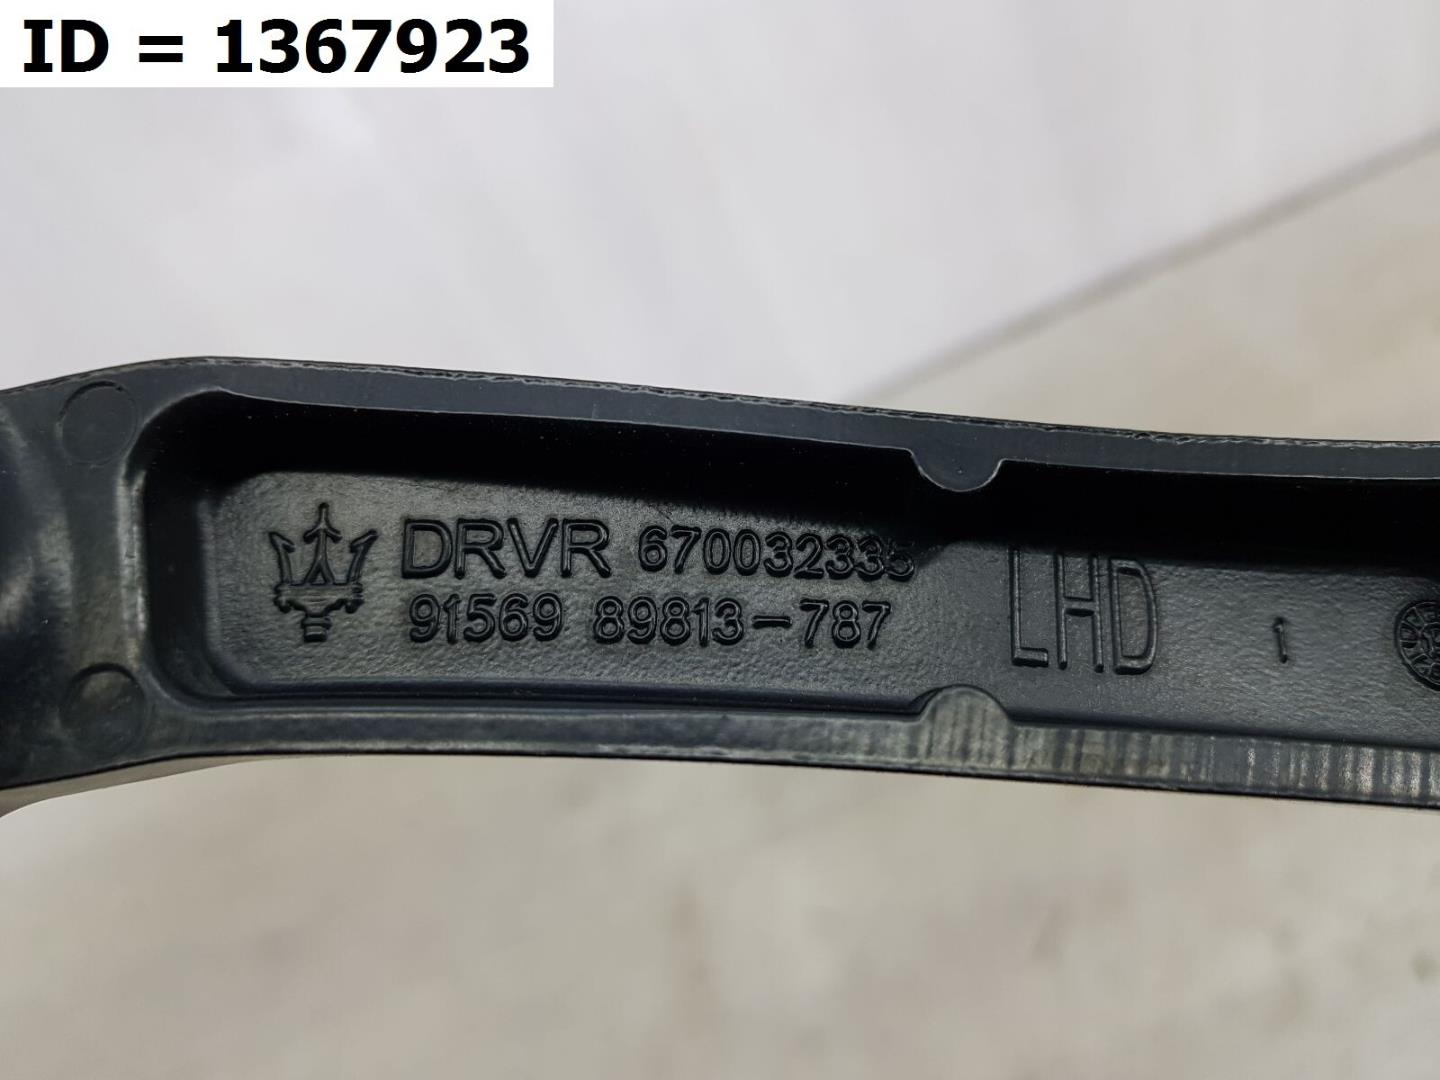 ID = 1367923
DRVR 670032335
91569 89813-787
LHD
1